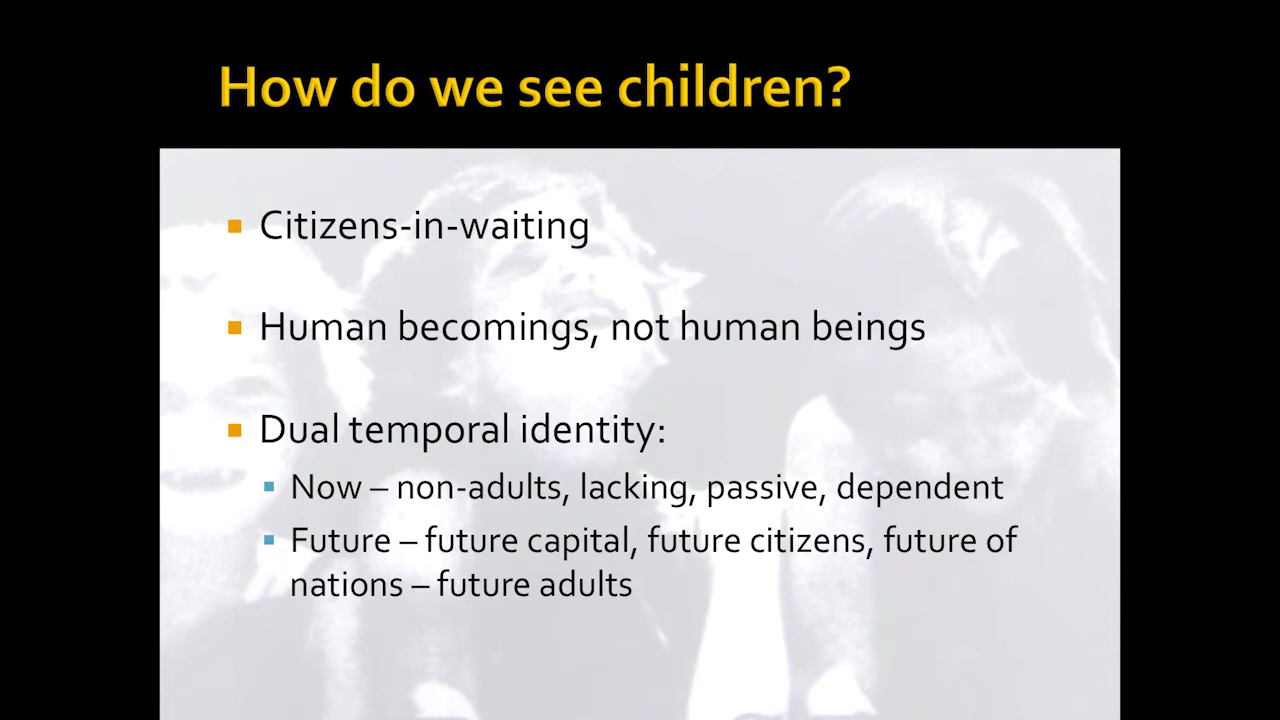 How do we see children?
Citizens-in-waiting
Human becomings, not human beings
Dual temporal identity:
Now – non-adults, lacking, passive, dependent
Future – future capital, future citizens, future of
nations – future adults